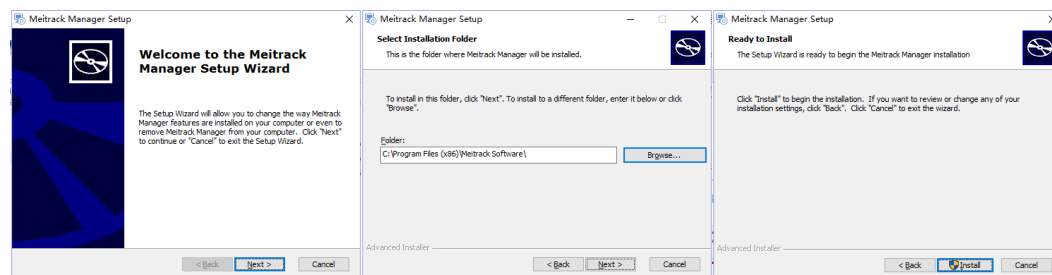 Meitrack Manager Setup
Welcome to the Meitrack
Manager Setup Wizard
The Setup Wizard will allow you to change the way Meitrack
Manager features are installed on your computer or even to
remove Meitrack Manager from your computer. Click "Next"
to continue or "Cancel" to exit the Setup Wizard.
< Back
Next >
Cancel
Meitrack Manager Setup
Select Installation Folder
This is the folder where Meitrack Manager will be installed.
To install in this folder, click "Next". To install to a different folder, enter it below or click
"Browse".
Folder:
C:\Program Files (x86)\Meitrack Software\
Browse...
Advanced Installer
< Back
Next >
Cancel
Meitrack Manager Setup
Ready to Install
The Setup Wizard is ready to begin the Meitrack Manager installation
Click "Install" to begin the installation. If you want to review or change any of your
installation settings, click "Back". Click "Cancel" to exit the wizard.
Advanced Installer
< Back
Install
Cancel